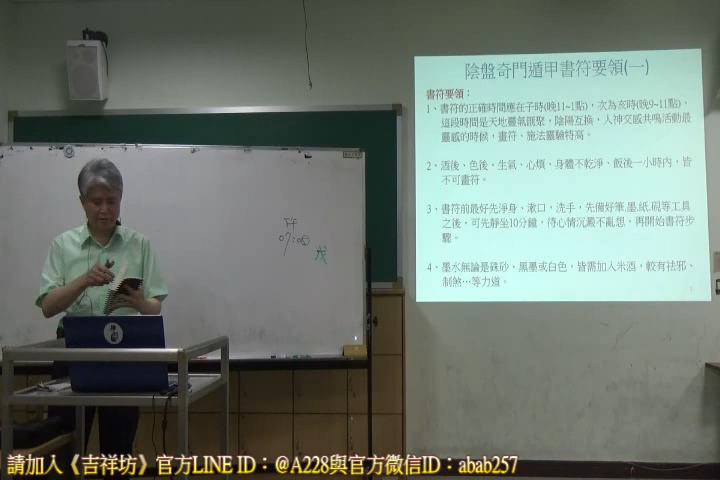 陰盤奇門遁甲書符要領(一)
書符要領：
1、書符的正確時間應在子時(晚11~1點)，次為亥時(晚9~11點)，
這段時間是天地靈氣匯聚，陰陽互換，人神交感共鳴活動最
靈感的時候，畫符、施法靈驗特高。
2、酒後、色後、生氣、心煩、身體不乾淨、飯後一小時內，皆
不可畫符。
3、書符前最好先淨身、漱口，洗手，先備好筆,墨,紙,硯等工具
之後，可先靜坐10分鐘，待心情沉澱不亂想，再開始書符步
驟。
4、墨水無論是硃砂，黑墨或白色，皆需加入米酒，較有祛邪、
制煞…等力道。
戊
請加入《吉祥坊》官方LINE ID：@A228與官方微信ID：abab257